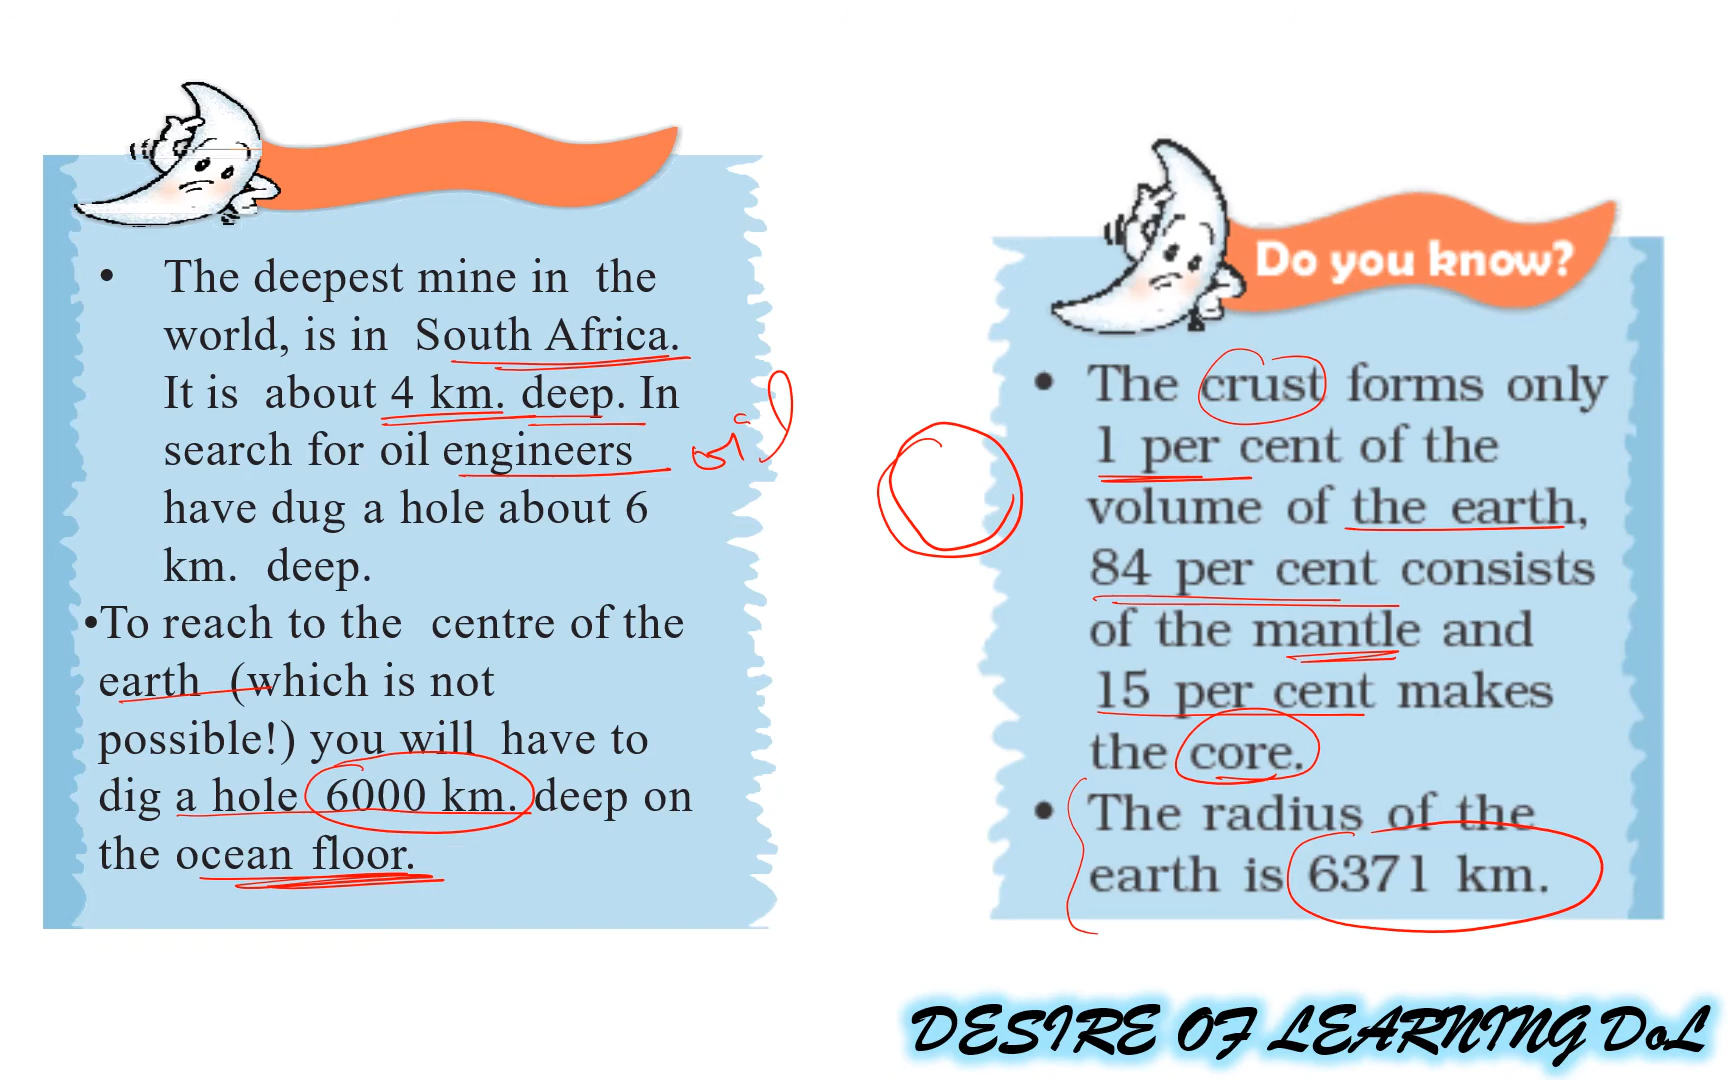 • The deepest mine in the
world, is in South Africa.
It is about 4 km. deep. In
search for oil engineers
oil
have dug a hole about 6
km. deep.
•To reach to the centre of the
earth (which is not
possible!) you will have to
dig a hole 6000 km. deep on
the ocean floor.
Do you know?
• The crust forms only
1 per cent of the
volume of the earth,
84 per cent consists
of the mantle and
15 per cent makes
the core.
• The radius of the
earth is 6371 km.
DESIRE OF LEARNING DoL